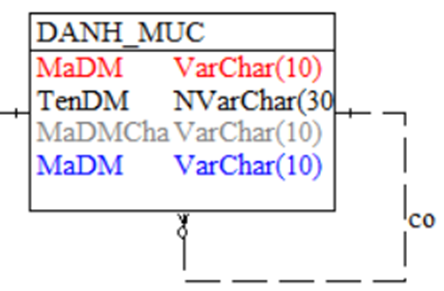 DANH_MUC
MaDM VarChar(10)
TenDM NVarChar(30
MaDMCha VarChar(10)
MaDM VarChar(10)
co